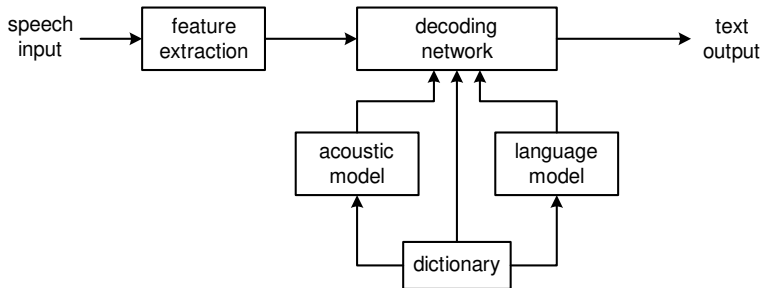 speech
input
feature
extraction
decoding
network
text
output
acoustic
model
language
model
dictionary